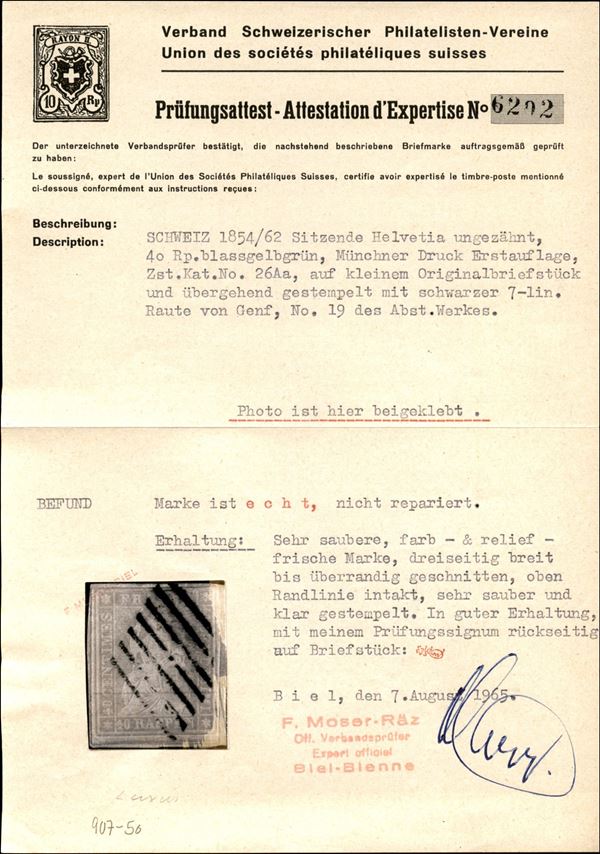 RAYON II
10 Rp
Verband Schweizerischer Philatelisten-Vereine
Union des sociétés philatéliques suisses
Prüfungsattest - Attestation d'Expertise No 6202
Der unterzeichnete Verbandsprüfer bestätigt, die nachstehend beschriebene Briefmarke auftragsgemäß geprüft
zu haben:
Le soussigné, expert de l'Union des Sociétés Philatéliques Suisses, certifie avoir expertisé le timbre-poste mentionné
ci-dessous conformément aux instructions reçues :
Beschreibung:
Description:
SCHWEIZ 1854/62 Sitzende Helvetia ungezähnt,
4o Rp.blassgelbgrün, Münchner Druck Erstauflage,
Zst.Kat.No. 26Aa, auf kleinem Originalbriefstück
und übergehend gestempelt mit schwarzer 7-lin.
Raute von Genf, No. 19 des Abst.Werkes.
Photo ist hier beigeklebt .
BEFUND Marke ist e c h t, nicht repariert.
Erhaltung: Sehr saubere, farb - & relief -
frische Marke, dreiseitig breit
bis überrandig geschnitten, oben
Randlinie intakt, sehr sauber und
klar gestempelt. In guter Erhaltung,
mit meinem Prüfungssignum rückseitig
auf Briefstück:
B i e l, den 7.August 1965.
F. Moser-Räz
Off. Verbandsprüfer
Expert officiel
Biel-Bienne
907-50